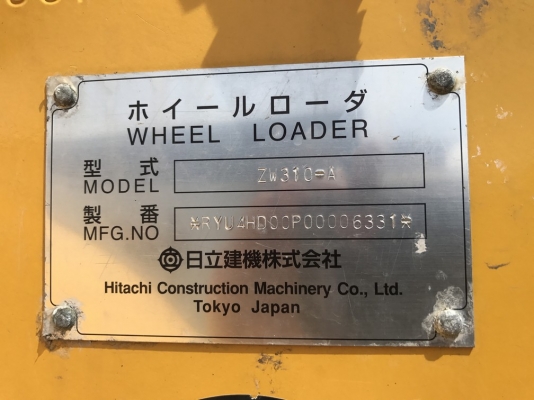 ホイールローダ
WHEEL LOADER
型式 ZW310-A
MODEL
製番 *RYU4HD00P00006331*
MFG.NO
日立建機株式会社
Hitachi Construction Machinery Co., Ltd.
Tokyo Japan